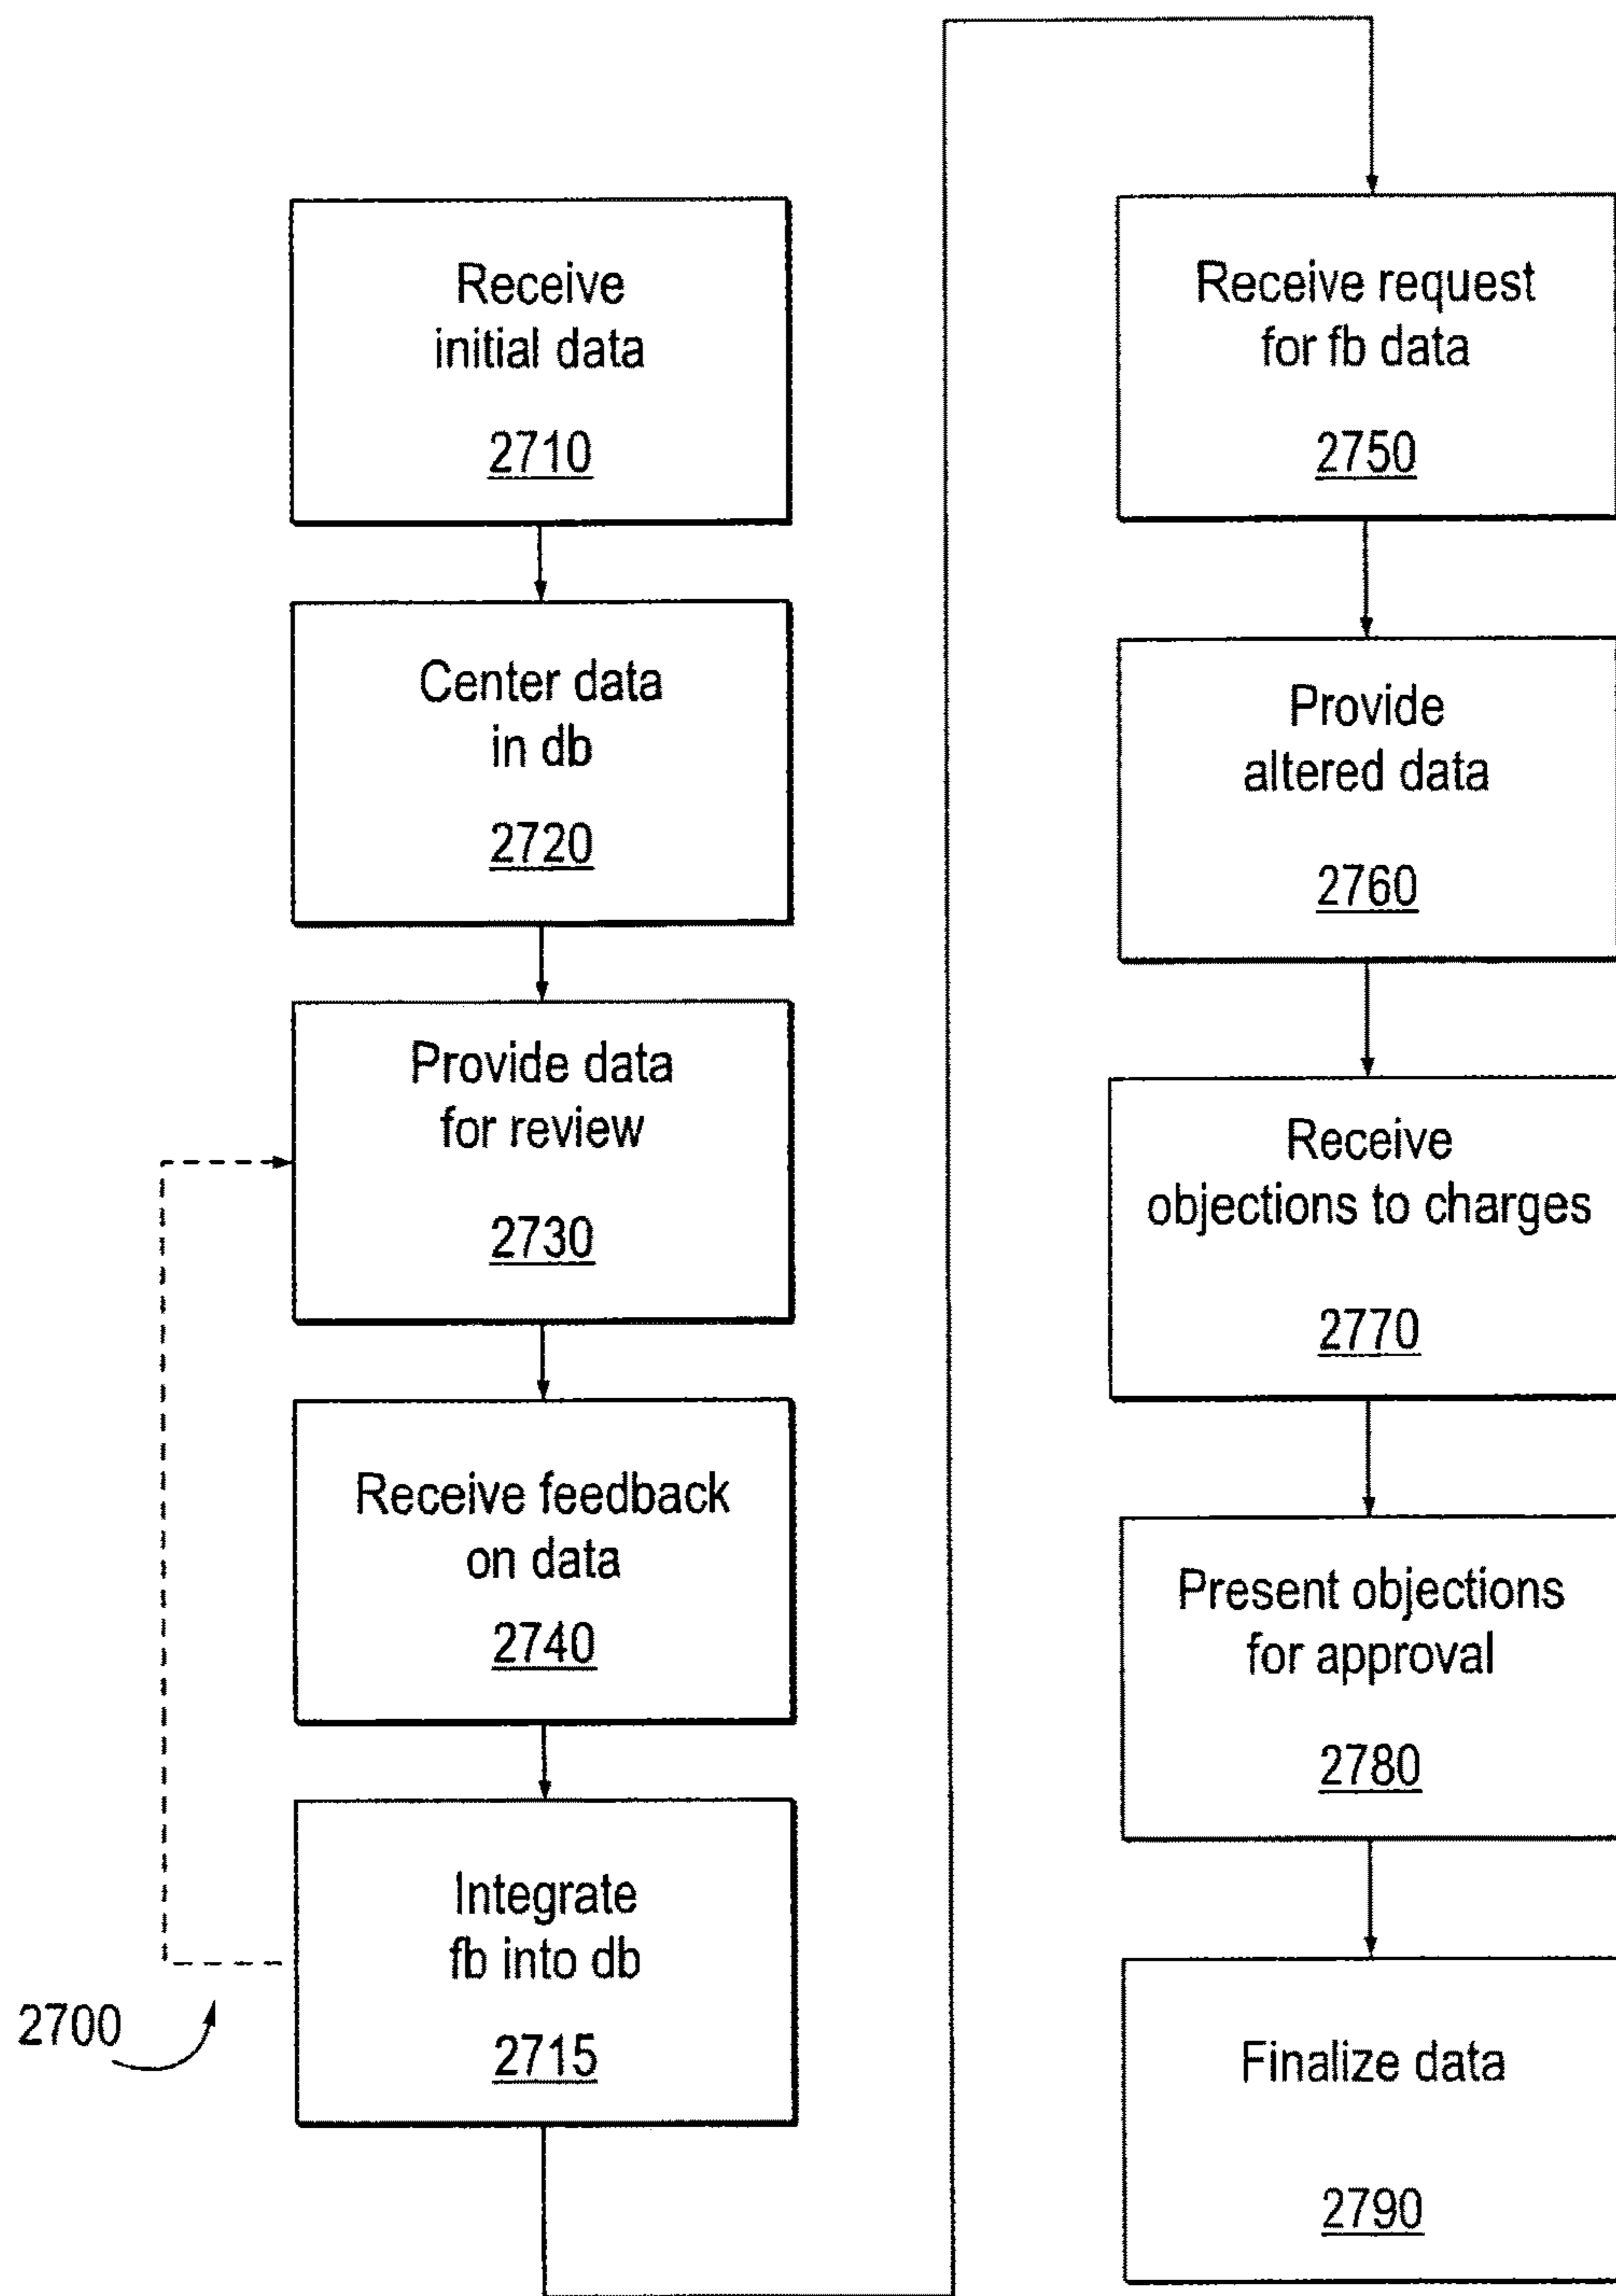 Receive
initial data
2710
Center data
in db
2720
Provide data
for review
2730
Receive feedback
on data
2740
Integrate
fb into db
2715
2700
Receive request
for fb data
2750
Provide
altered data
2760
Receive
objections to charges
2770
Present objections
for approval
2780
Finalize data
2790